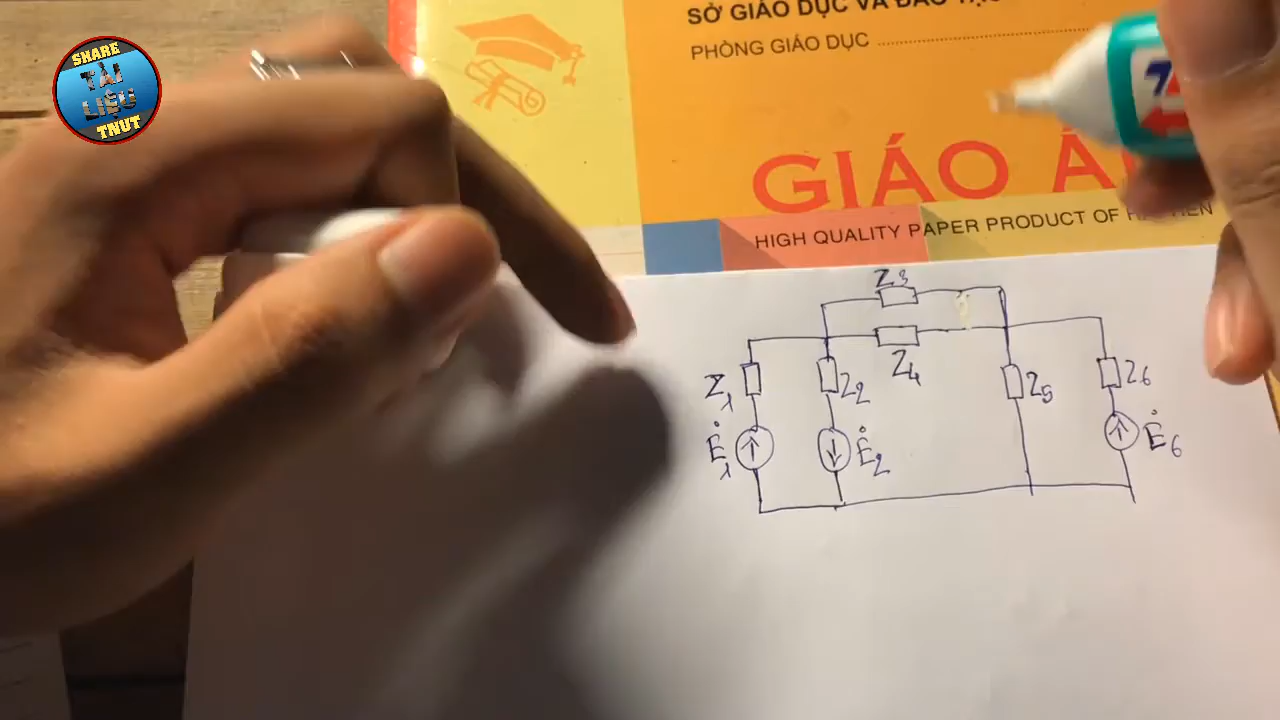 SHARE
TÀI
LIỆU
TNUT
SỞ GIÁO DỤC VÀ ĐÀO
PHÒNG GIÁO DỤC
GIÁO
HIGH QUALITY PAPER PRODUCT OF
Z3
Z4
Z1
Z2
Z5
Z6
Ė1
Ė2
Ė6